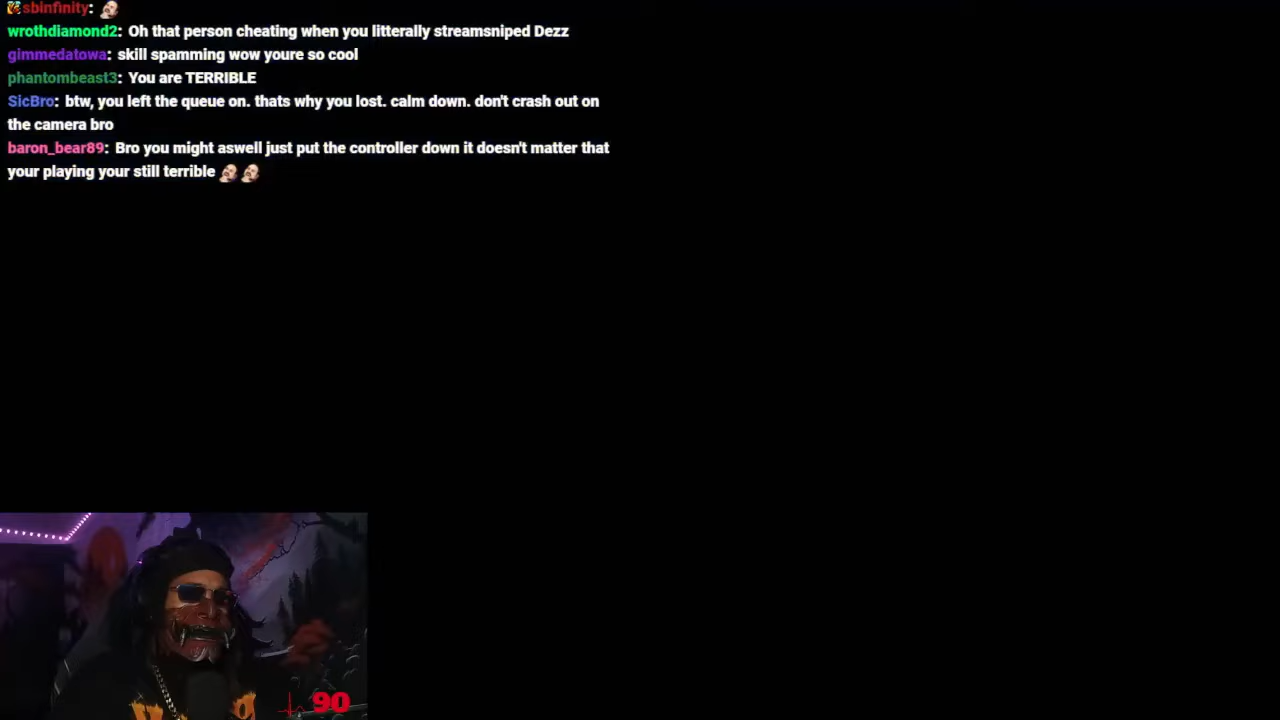 sbinfinity:
wrothdiamond2: Oh that person cheating when you litterally streamsniped Dezz
gimmedatowa: skill spamming wow youre so cool
phantombeast3: You are TERRIBLE
SicBro: btw, you left the queue on. thats why you lost. calm down. don't crash out on
the camera bro
baron_bear89: Bro you might aswell just put the controller down it doesn't matter that
your playing your still terrible
90